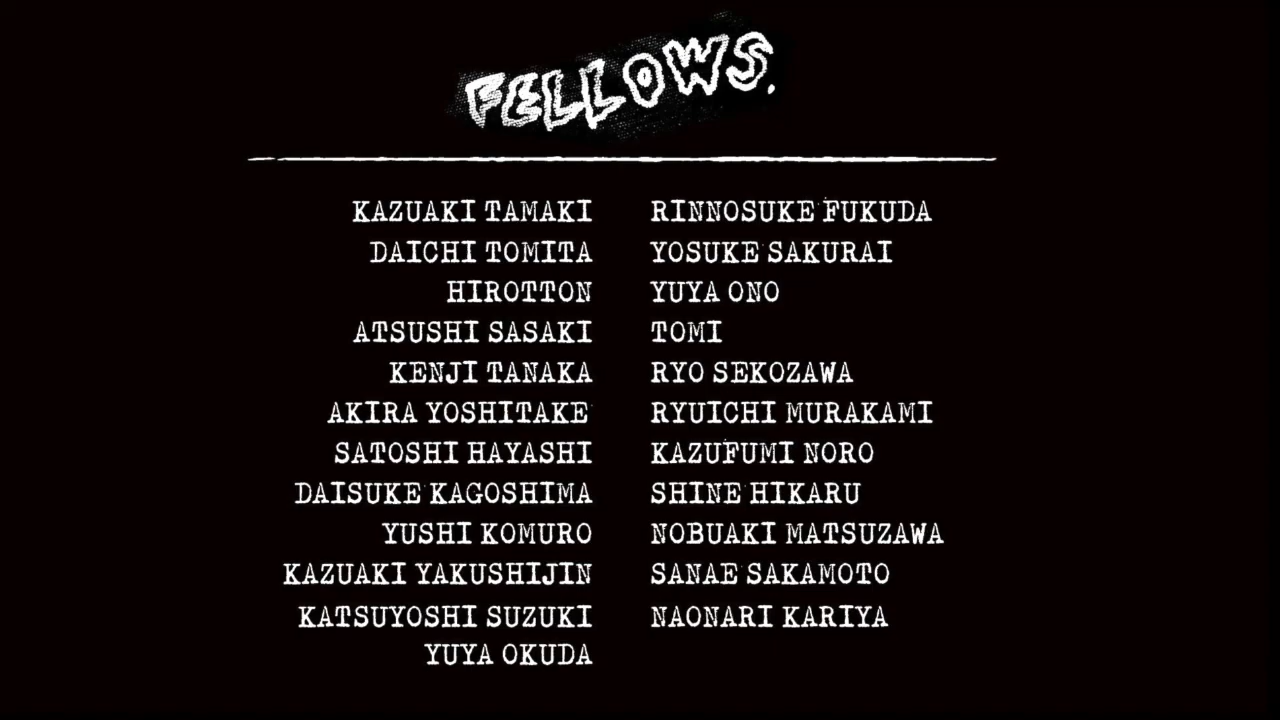 FELLOWS.
KAZUAKI TAMAKI
DAICHI TOMITA
HIROTTON
ATSUSHI SASAKI
KENJI TANAKA
AKIRA YOSHITAKE
SATOSHI HAYASHI
DAISUKE KAGOSHIMA
YUSHI KOMURO
KAZUAKI YAKUSHIJIN
KATSUYOSHI SUZUKI
YUYA OKUDA
RINNOSUKE FUKUDA
YOSUKE SAKURAI
YUYA ONO
TOMI
RYO SEKOZAWA
RYUICHI MURAKAMI
KAZUFUMI NORO
SHINE HIKARU
NOBUAKI MATSUZAWA
SANAE SAKAMOTO
NAONARI KARIYA